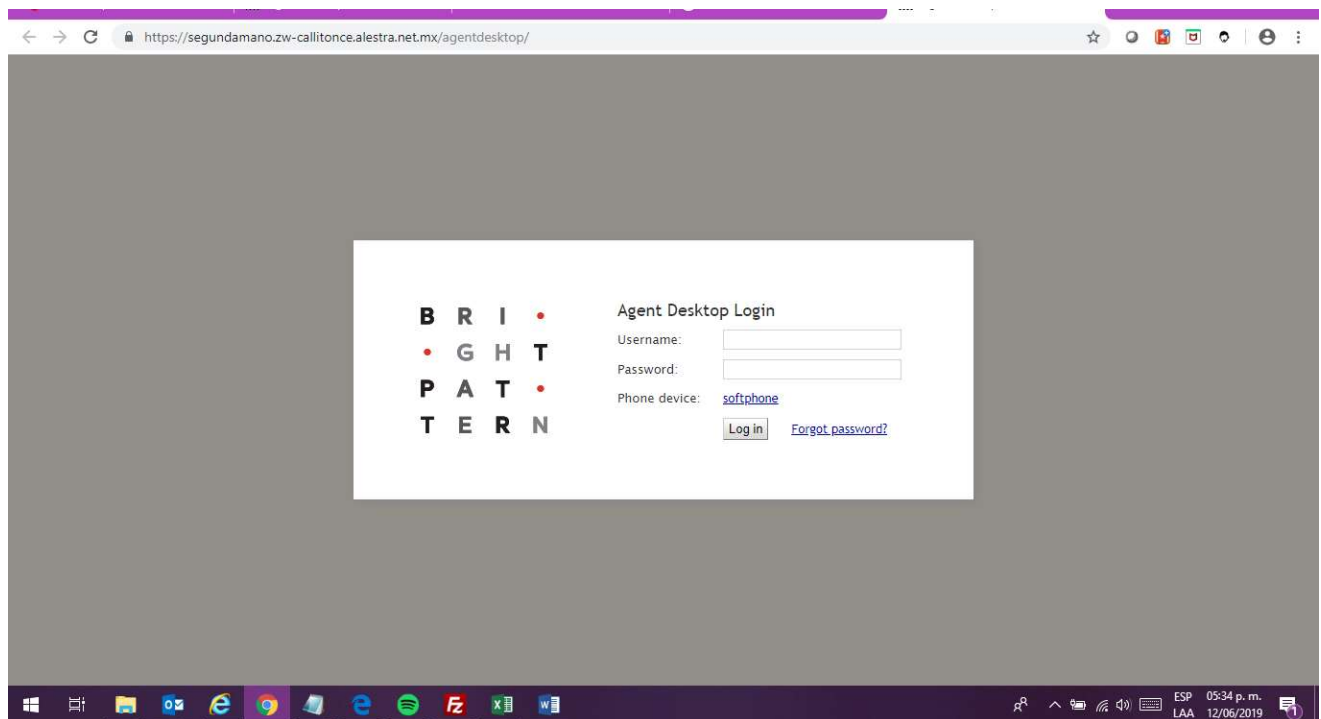 https://segundamano.zw-callitonce.alestra.net.mx/agentdesktop/
B R I •
• G H T
P A T •
T E R N
Agent Desktop Login
Username:
Password:
Phone device: softphone
Log in Forgot password?
ESP 05:34 p. m.
LAA 12/06/2019
1